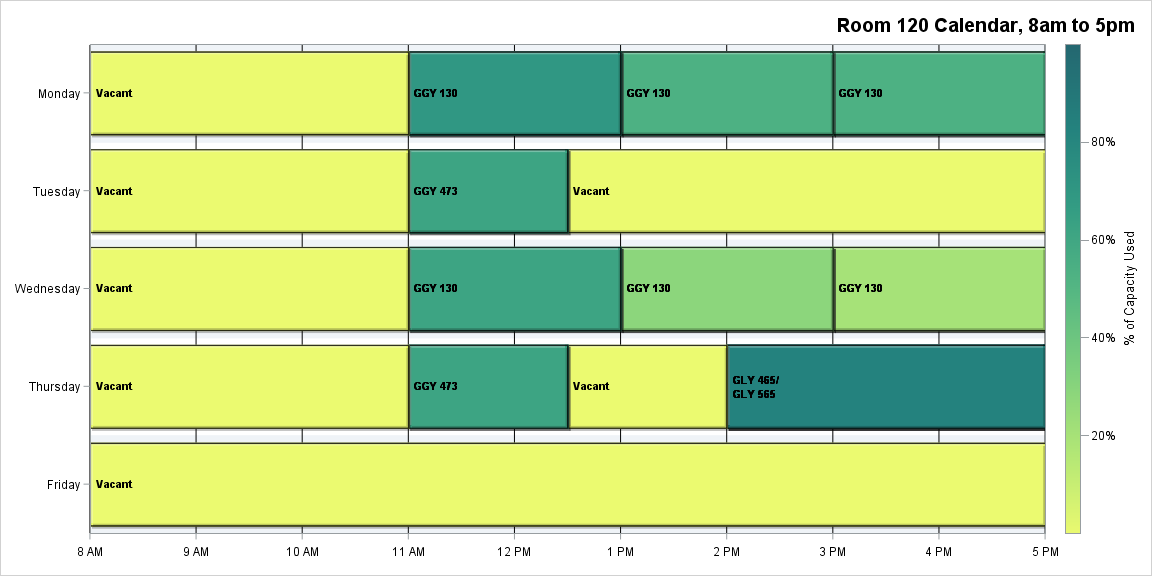 Room 120 Calendar, 8am to 5pm
Monday
Vacant
GGY 130
GGY 130
GGY 130
Tuesday
Vacant
GGY 473
Vacant
Wednesday
Vacant
GGY 130
GGY 130
GGY 130
Thursday
Vacant
GGY 473
Vacant
GLY 465/
GLY 565
Friday
Vacant
8 AM
9 AM
10 AM
11 AM
12 PM
1 PM
2 PM
3 PM
4 PM
5 PM
80%
60%
40%
20%
% of Capacity Used